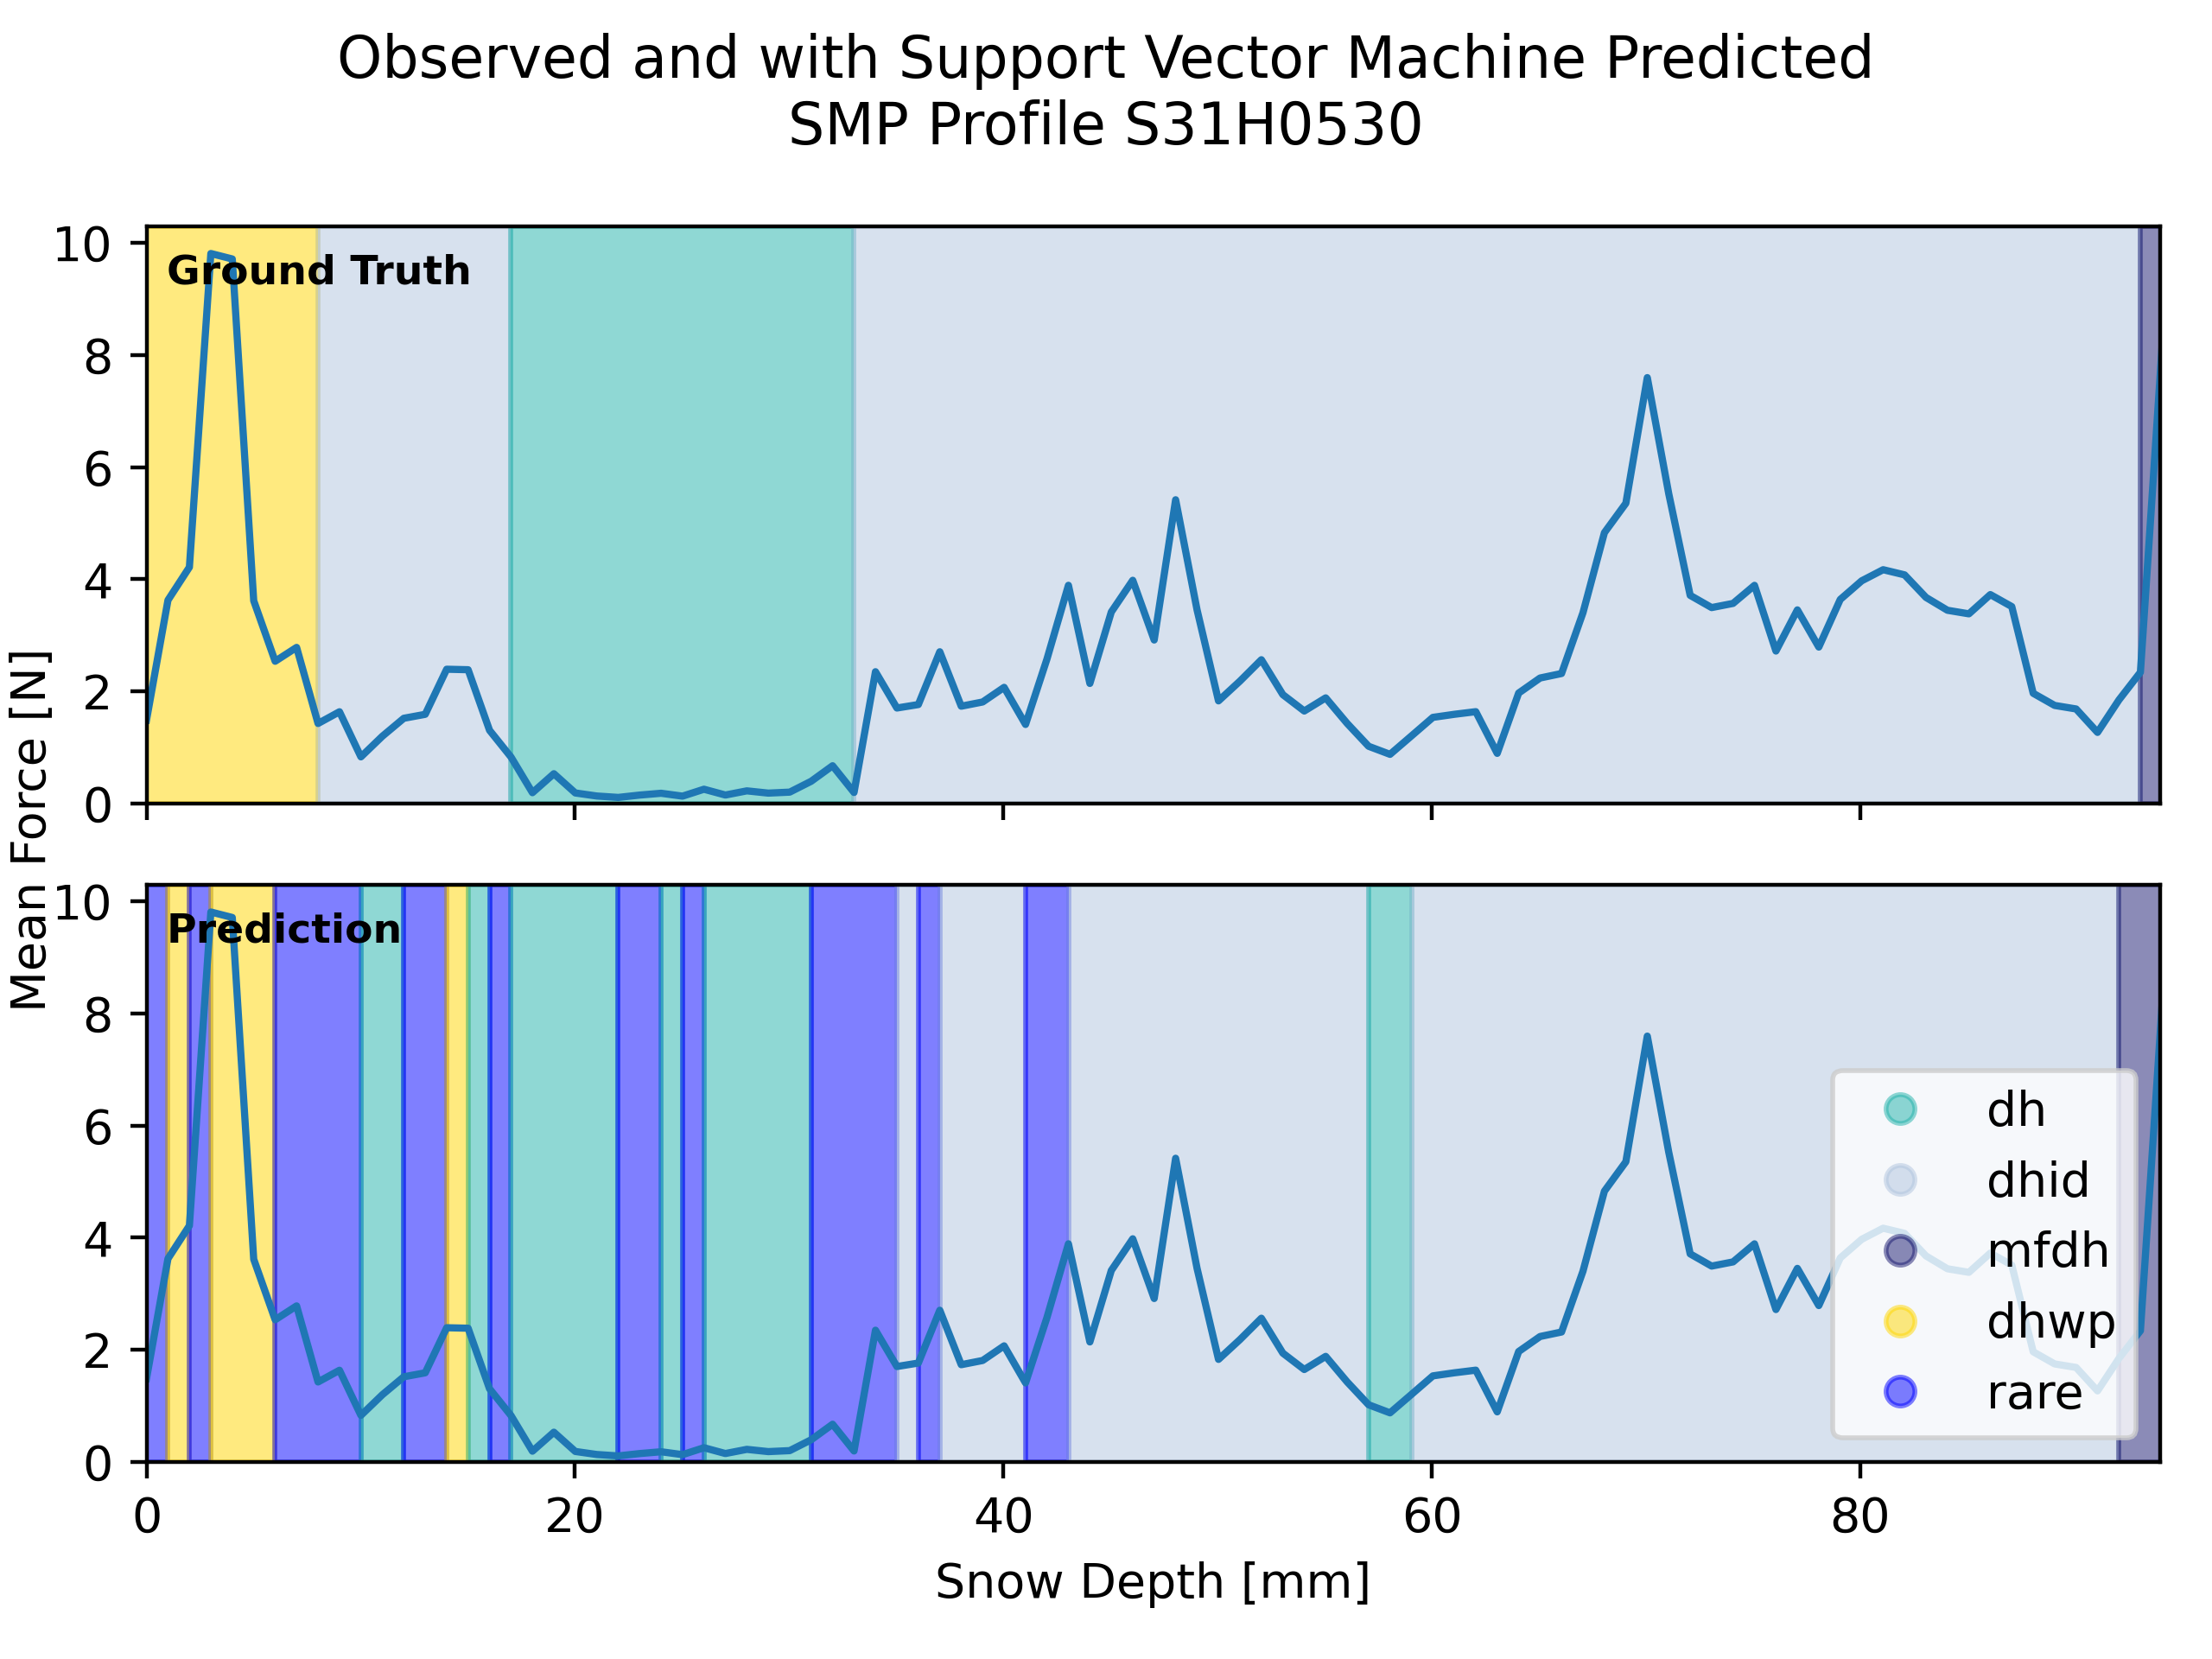 Observed and with Support Vector Machine Predicted
SMP Profile S31H0530
Mean Force [N]
10
8
6
4
2
0
Ground Truth
10
8
6
4
2
0
Prediction
dh
dhid
mfdh
dhwp
rare
0 20 40 60 80
Snow Depth [mm]